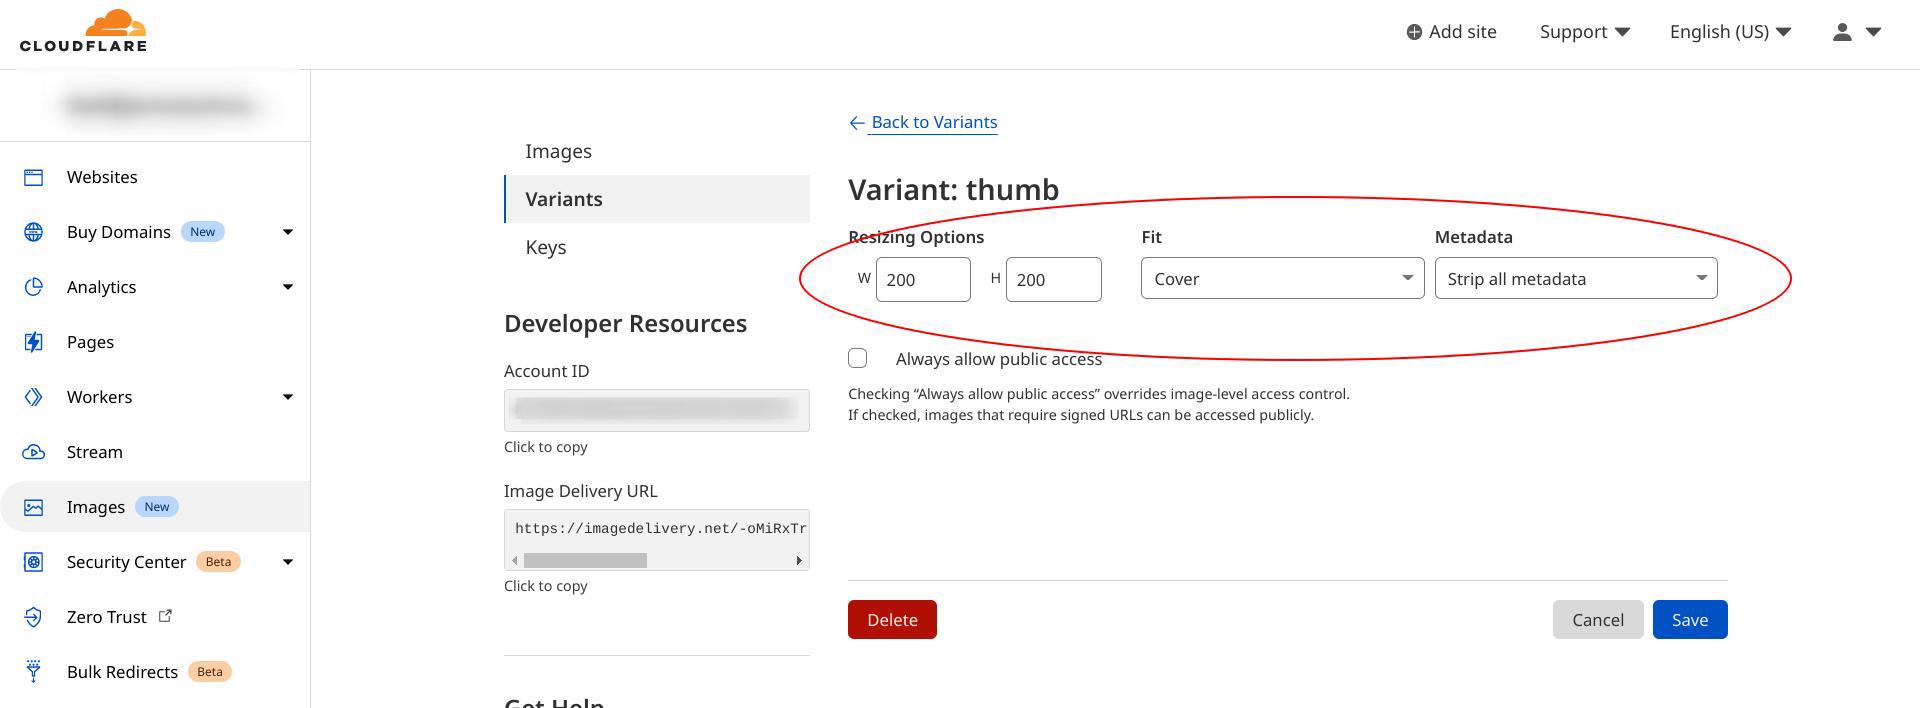 CLOUDFLARE
Add site
Support
English (US)
Websites
Buy Domains New
Analytics
Pages
Workers
Stream
Images New
Security Center Beta
Zero Trust
Bulk Redirects Beta
Images
Variants
Keys
Developer Resources
Account ID
Click to copy
Image Delivery URL
https://imagedelivery.net/-oMiRxTr
Click to copy
Get Help
Back to Variants
Variant: thumb
Resizing Options
W 200 H 200
Fit
Cover
Metadata
Strip all metadata
Always allow public access
Checking “Always allow public access” overrides image-level access control.
If checked, images that require signed URLs can be accessed publicly.
Delete
Cancel
Save